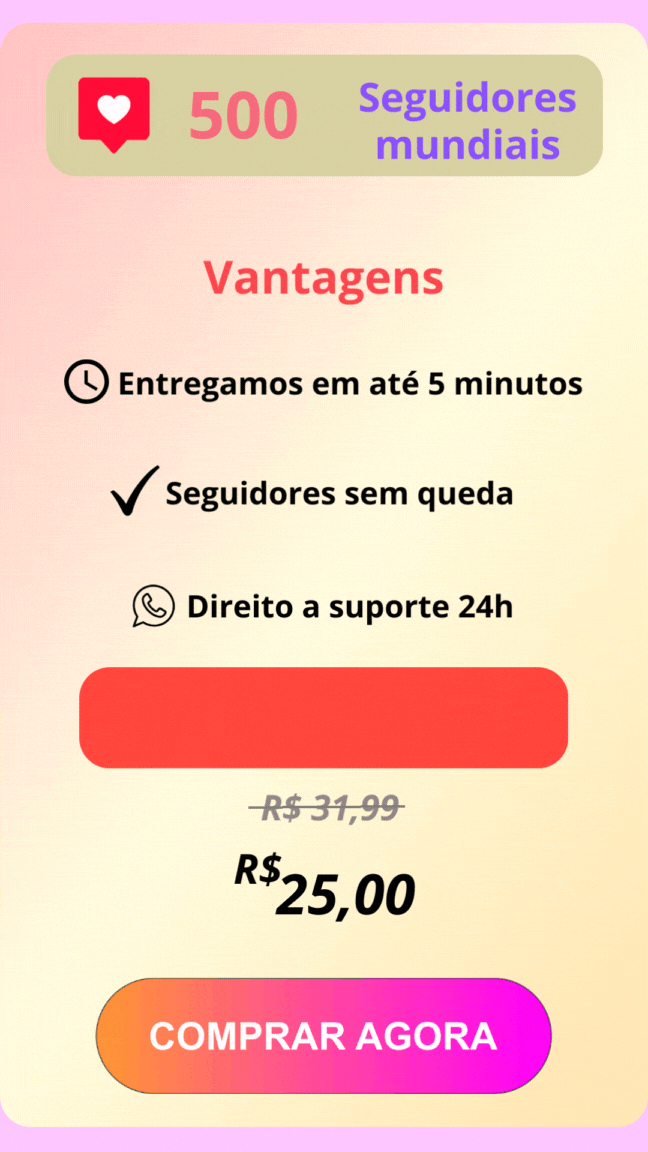 500
Seguidores
mundiais
Vantagens
Entregamos em até 5 minutos
Seguidores sem queda
Direito a suporte 24h
R$ 31,99
R$25,00
COMPRAR AGORA